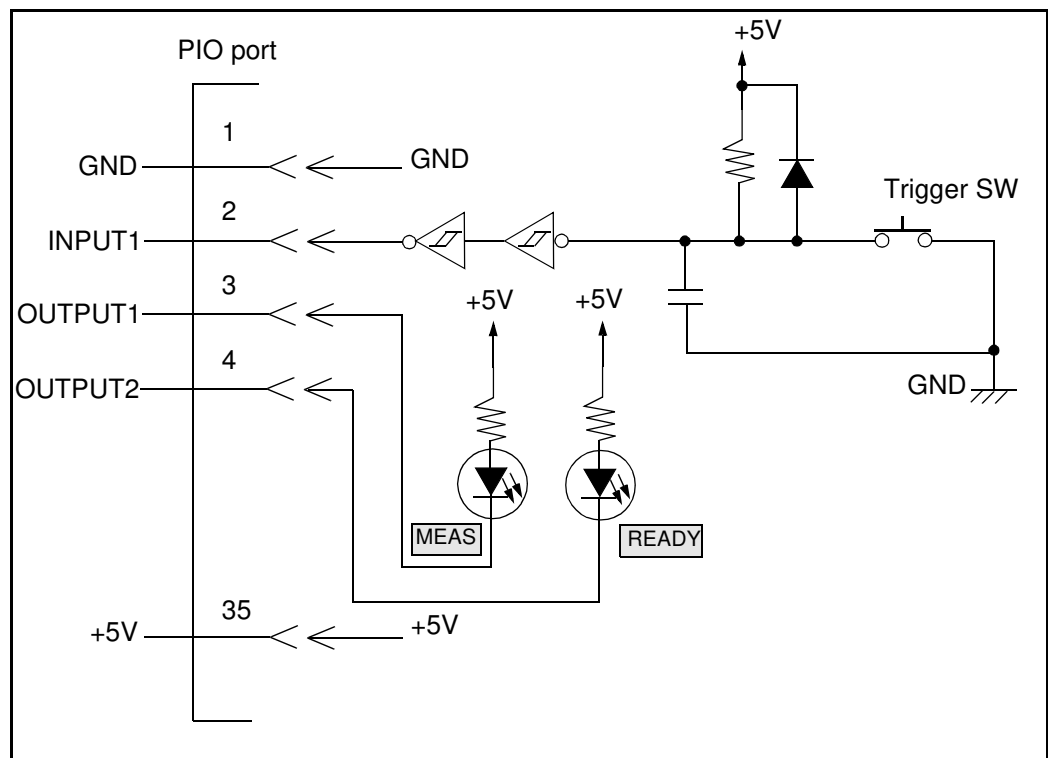 +5V
PIO port
1
GND
GND
Trigger SW
2
INPUT1
3
OUTPUT1
+5V
+5V
4
OUTPUT2
GND
MEAS
READY
35
+5V
+5V